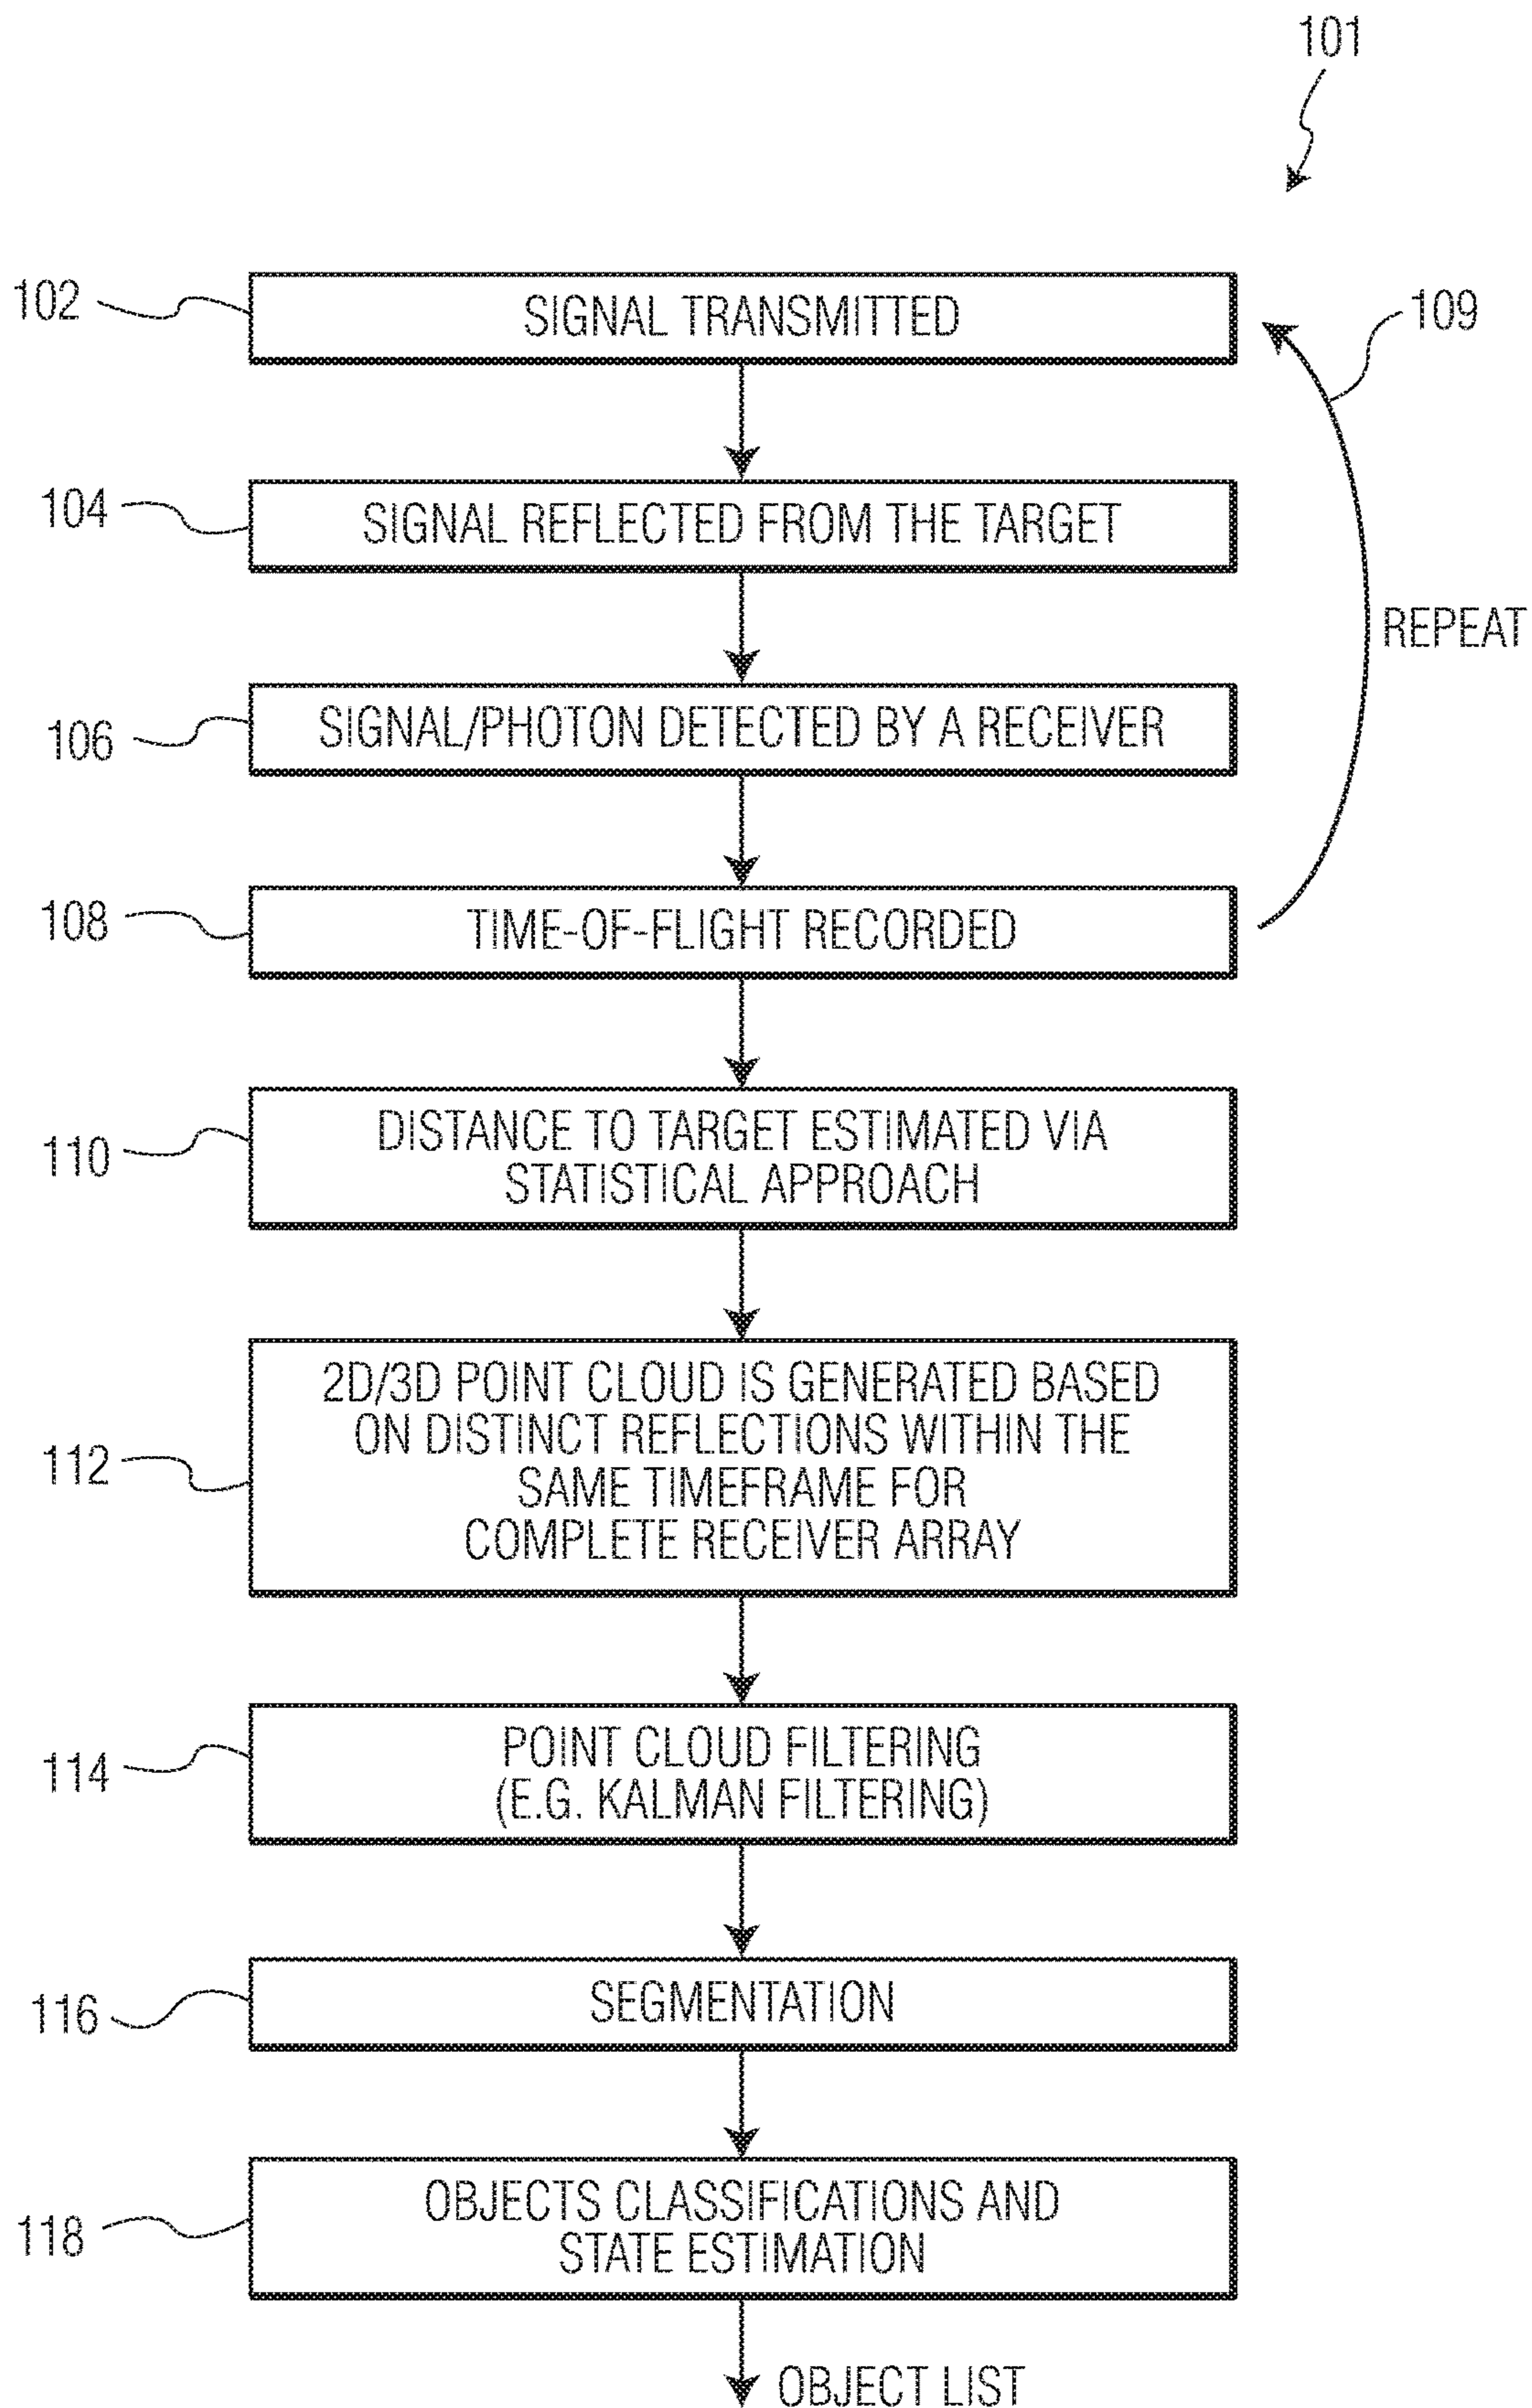 101
102
SIGNAL TRANSMITTED
109
104
SIGNAL REFLECTED FROM THE TARGET
REPEAT
106
SIGNAL/PHOTON DETECTED BY A RECEIVER
108
TIME-OF-FLIGHT RECORDED
110
DISTANCE TO TARGET ESTIMATED VIA
STATISTICAL APPROACH
112
2D/3D POINT CLOUD IS GENERATED BASED
ON DISTINCT REFLECTIONS WITHIN THE
SAME TIMEFRAME FOR
COMPLETE RECEIVER ARRAY
114
POINT CLOUD FILTERING
(E.G. KALMAN FILTERING)
116
SEGMENTATION
118
OBJECTS CLASSIFICATIONS AND
STATE ESTIMATION
OBJECT LIST